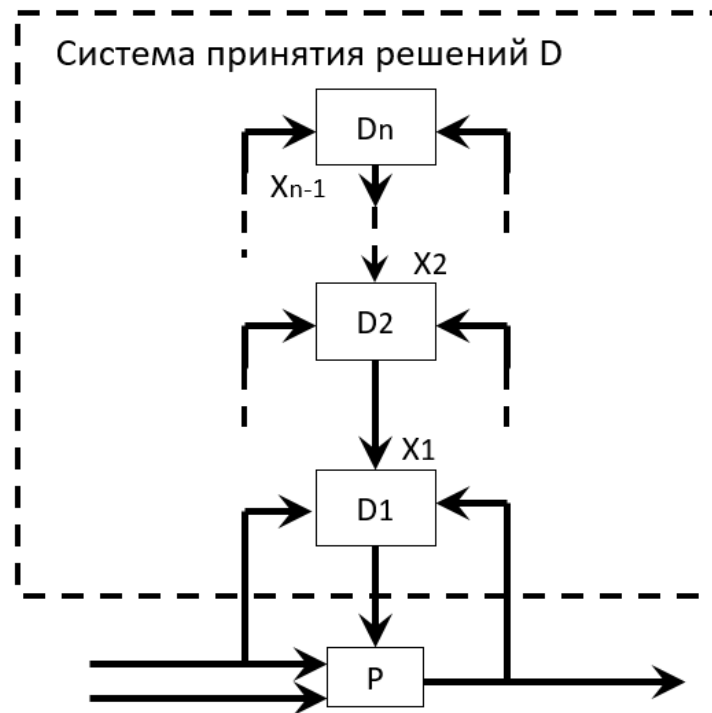 Система принятия решений D
Dn
Xn-1
X2
D2
X1
D1
P